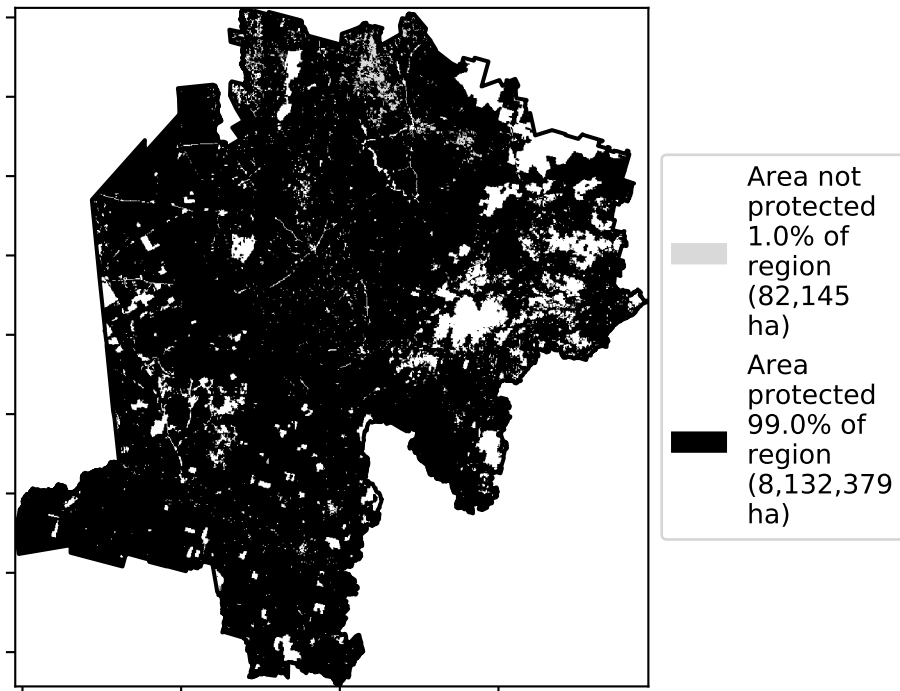 Area not
protected
1.0% of
region
(82,145
ha)
Area
protected
99.0% of
region
(8,132,379
ha)